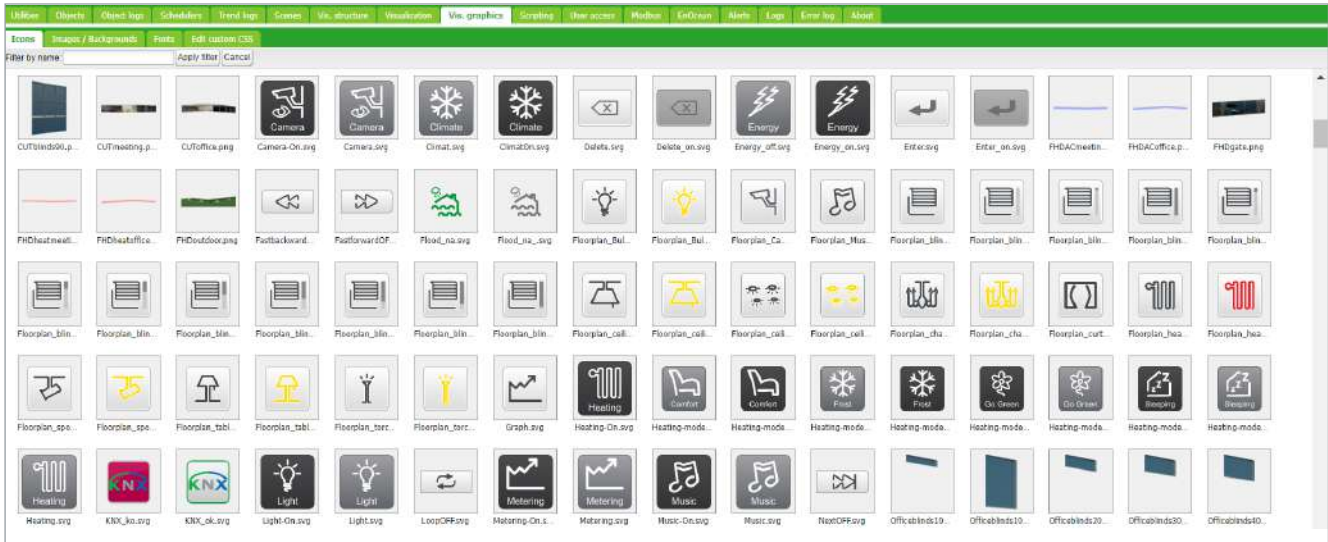 Utilities Objects Object logs Schedulers Trend logs Scenes Vis. structure Visualization Vis. graphics Scripting User access Modbus EnOcean Alerts Logs Error log About
Icons Images / Backgrounds Fonts Edit custom CSS
Filter by name: Apply filter Cancel
Camera Camera Climate Climate Energy Energy
CUTblinds90.p... CUTmeeting.p... CUToffice.png Camera-On.svg Camera.svg Climat.svg ClimatOn.svg Delete.svg Delete_on.svg Energy_off.svg Energy_on.svg Enter.svg Enter_on.svg FHDACmeetin... FHDACoffice.p... FHDgate.png
FHDheatmeeti... FHDheatoffice... FHDoutdoor.png Fastbackward... FastforwardOF... Flood_na.svg Flood_na_.svg Floorplan_Bul... Floorplan_Bul... Floorplan_Ca... Floorplan_Mus... Floorplan_blin... Floorplan_blin... Floorplan_blin... Floorplan_blin... Floorplan_blin...
Floorplan_blin... Floorplan_blin... Floorplan_blin... Floorplan_blin... Floorplan_blin... Floorplan_blin... Floorplan_ceili... Floorplan_ceili... Floorplan_ceili... Floorplan_ceili... Floorplan_cha... Floorplan_cha... Floorplan_curt... Floorplan_hea... Floorplan_hea...
Heating Comfort Comfort Frost Frost Go Green Go Green Sleeping Sleeping
Floorplan_spo... Floorplan_spo... Floorplan_tabl... Floorplan_tabl... Floorplan_torc... Floorplan_torc... Graph.svg Heating-On.svg Heating-mode... Heating-mode... Heating-mode... Heating-mode... Heating-mode... Heating-mode... Heating-mode... Heating-mode...
Heating KNX KNX Light Light Metering Metering Music Music
Heating.svg KNX_ko.svg KNX_ok.svg Light-On.svg Light.svg LoopOFF.svg Metering-On.s... Metering.svg Music-On.svg Music.svg NextOFF.svg Officeblinds10... Officeblinds10... Officeblinds20... Officeblinds30... Officeblinds40...